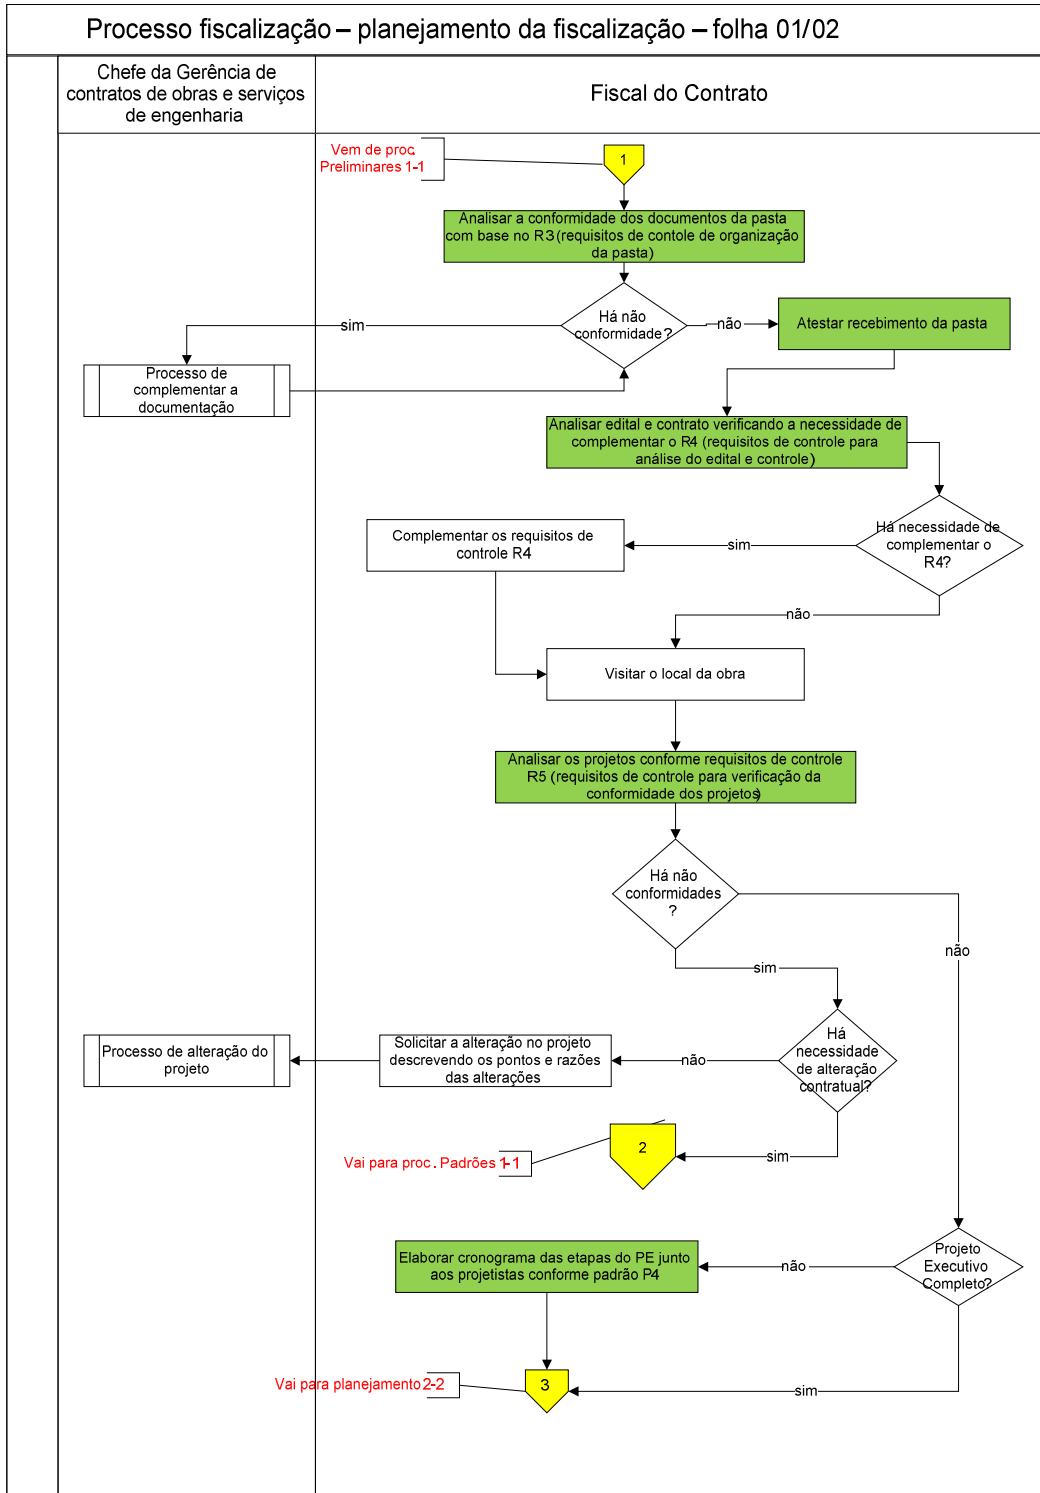 Processo fiscalização – planejamento da fiscalização – folha 01/02
Chefe da Gerência de
contratos de obras e serviços
de engenharia
Fiscal do Contrato
Vem de proc.
Preliminares 1-1
1
Analisar a conformidade dos documentos da pasta
com base no R3 (requisitos de contole de organização
da pasta)
Há não
conformidade?
sim
não
Atestar recebimento da pasta
Processo de
complementar a
documentação
Analisar edital e contrato verificando a necessidade de
complementar o R4 (requisitos de controle para
análise do edital e controle)
Há necessidade de
complementar o
R4?
sim
Complementar os requisitos de
controle R4
não
Visitar o local da obra
Analisar os projetos conforme requisitos de controle
R5 (requisitos de controle para verificação da
conformidade dos projetos)
Há não
conformidades
?
não
sim
Há
necessidade
de alteração
contratual?
não
Solicitar a alteração no projeto
descrevendo os pontos e razões
das alterações
Processo de alteração do
projeto
sim
2
Vai para proc. Padrões 1-1
Projeto
Executivo
Completo?
não
Elaborar cronograma das etapas do PE junto
aos projetistas conforme padrão P4
sim
3
Vai para planejamento 2-2